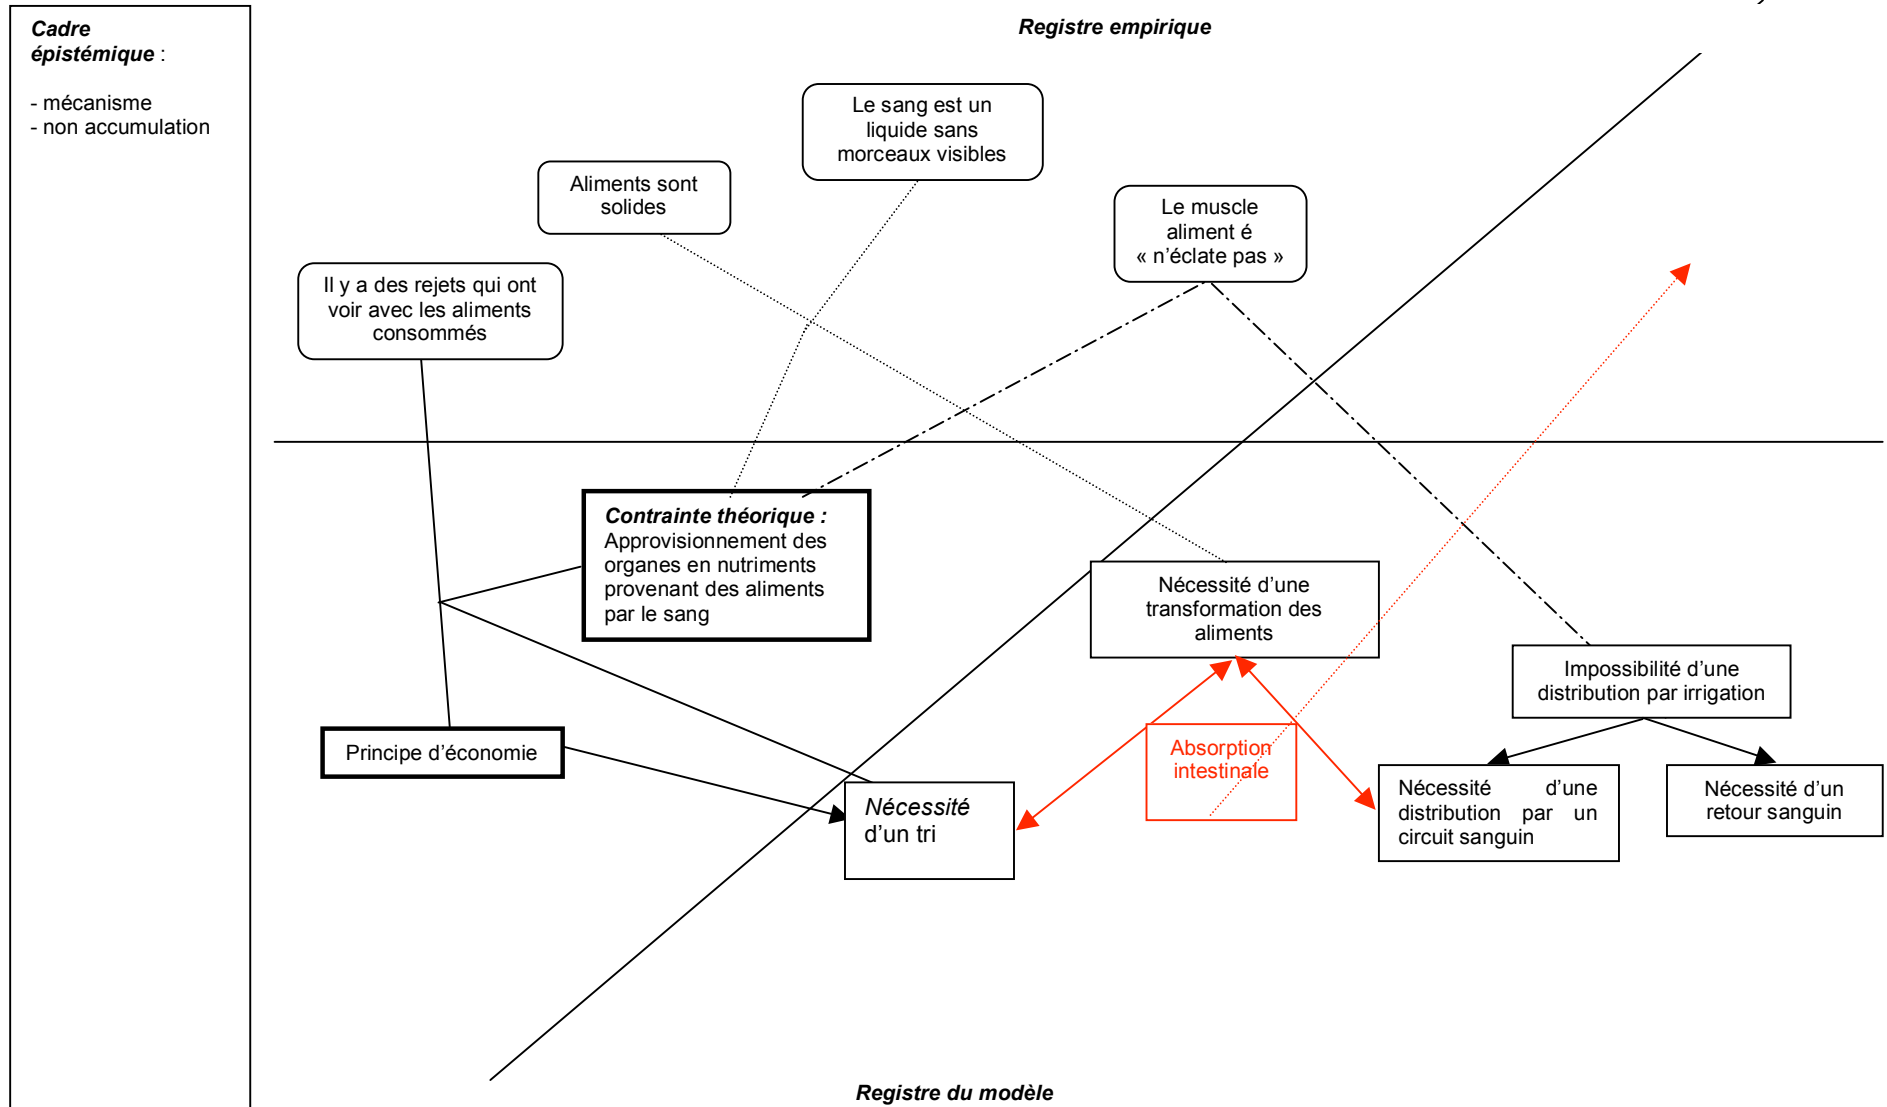 Cadre
épistémique :
- mécanisme
- non accumulation
Registre empirique
Le sang est un
liquide sans
morceaux visibles
Aliments sont
solides
Le muscle
aliment é
« n’éclate pas »
Il y a des rejets qui ont
voir avec les aliments
consommés
Contrainte théorique :
Approvisionnement des
organes en nutriments
provenant des aliments
par le sang
Nécessité d’une
transformation des
aliments
Impossibilité d’une
distribution par irrigation
Principe d’économie
Nécessité
d’un tri
Absorption
intestinale
Nécessité d’une
distribution par un
circuit sanguin
Nécessité d’un
retour sanguin
Registre du modèle